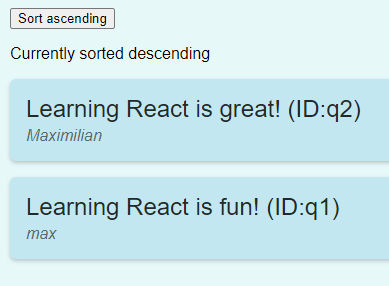 Sort ascending
Currently sorted descending
Learning React is great! (ID:q2)
Maximilian
Learning React is fun! (ID:q1)
max